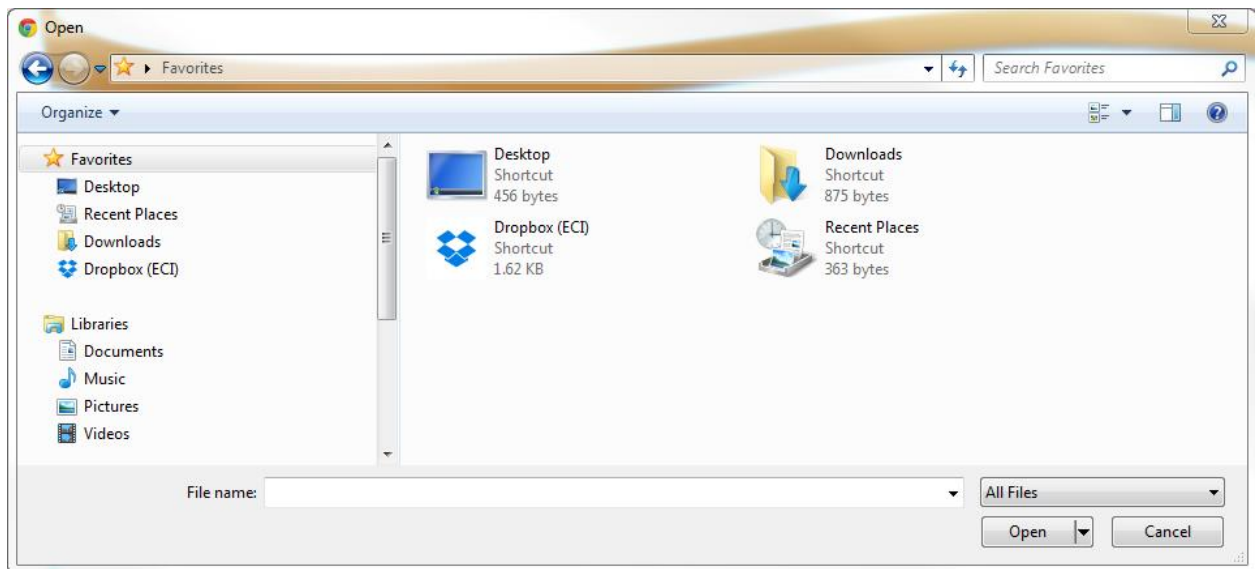 Open
Favorites
Search Favorites
Organize
Favorites
Desktop
Recent Places
Downloads
Dropbox (ECI)
Libraries
Documents
Music
Pictures
Videos
Desktop
Shortcut
456 bytes
Downloads
Shortcut
875 bytes
Dropbox (ECI)
Shortcut
1.62 KB
Recent Places
Shortcut
363 bytes
File name:
All Files
Open
Cancel